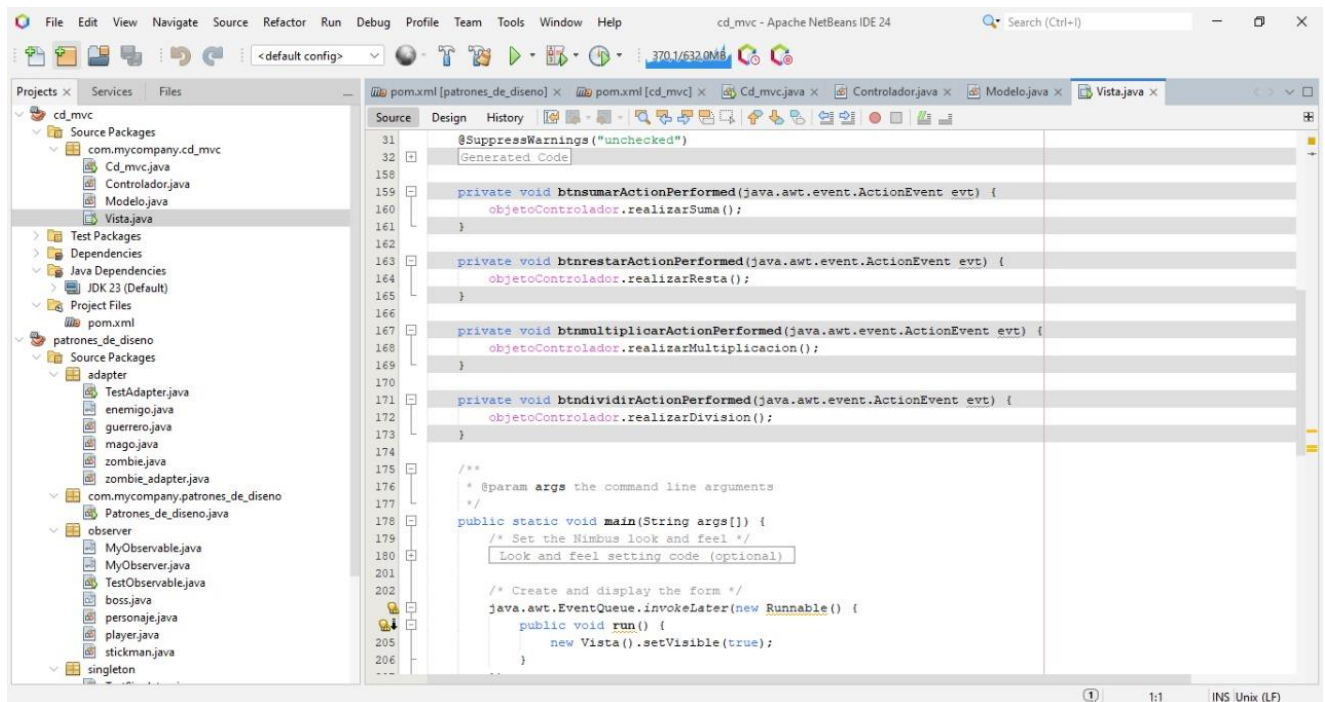 File Edit View Navigate Source Refactor Run Debug Profile Team Tools Window Help cd_mvc - Apache NetBeans IDE 24 Search (Ctrl+I)
<default config> 370,1/632,0MB
Projects Services Files
pom.xml [patrones_de_diseno] pom.xml [cd_mvc] Cd_mvc.java Controlador.java Modelo.java Vista.java
Source Design History
cd_mvc
Source Packages
com.mycompany.cd_mvc
Cd_mvc.java
Controlador.java
Modelo.java
Vista.java
Test Packages
Dependencies
Java Dependencies
JDK 23 (Default)
Project Files
pom.xml
patrones_de_diseno
Source Packages
adapter
TestAdapter.java
enemigo.java
guerrero.java
mago.java
zombie.java
zombie_adapter.java
com.mycompany.patrones_de_diseno
Patrones_de_diseno.java
observer
MyObservable.java
MyObserver.java
TestObservable.java
boss.java
personaje.java
player.java
stickman.java
singleton
31 @SuppressWarnings("unchecked")
32 Generated Code
158
159 private void btnsumarActionPerformed(java.awt.event.ActionEvent evt) {
160 objetoControlador.realizarSuma();
161 }
162
163 private void btnrestarActionPerformed(java.awt.event.ActionEvent evt) {
164 objetoControlador.realizarResta();
165 }
166
167 private void btnmultiplicarActionPerformed(java.awt.event.ActionEvent evt) {
168 objetoControlador.realizarMultiplicacion();
169 }
170
171 private void btndividirActionPerformed(java.awt.event.ActionEvent evt) {
172 objetoControlador.realizarDivision();
173 }
174
175 /**
176 * @param args the command line arguments
177 */
178 public static void main(String args[]) {
179 /* Set the Nimbus look and feel */
180 Look and feel setting code (optional)
201
202 /* Create and display the form */
java.awt.EventQueue.invokeLater(new Runnable() {
public void run() {
205 new Vista().setVisible(true);
206 }
1 1:1 INS Unix (LF)